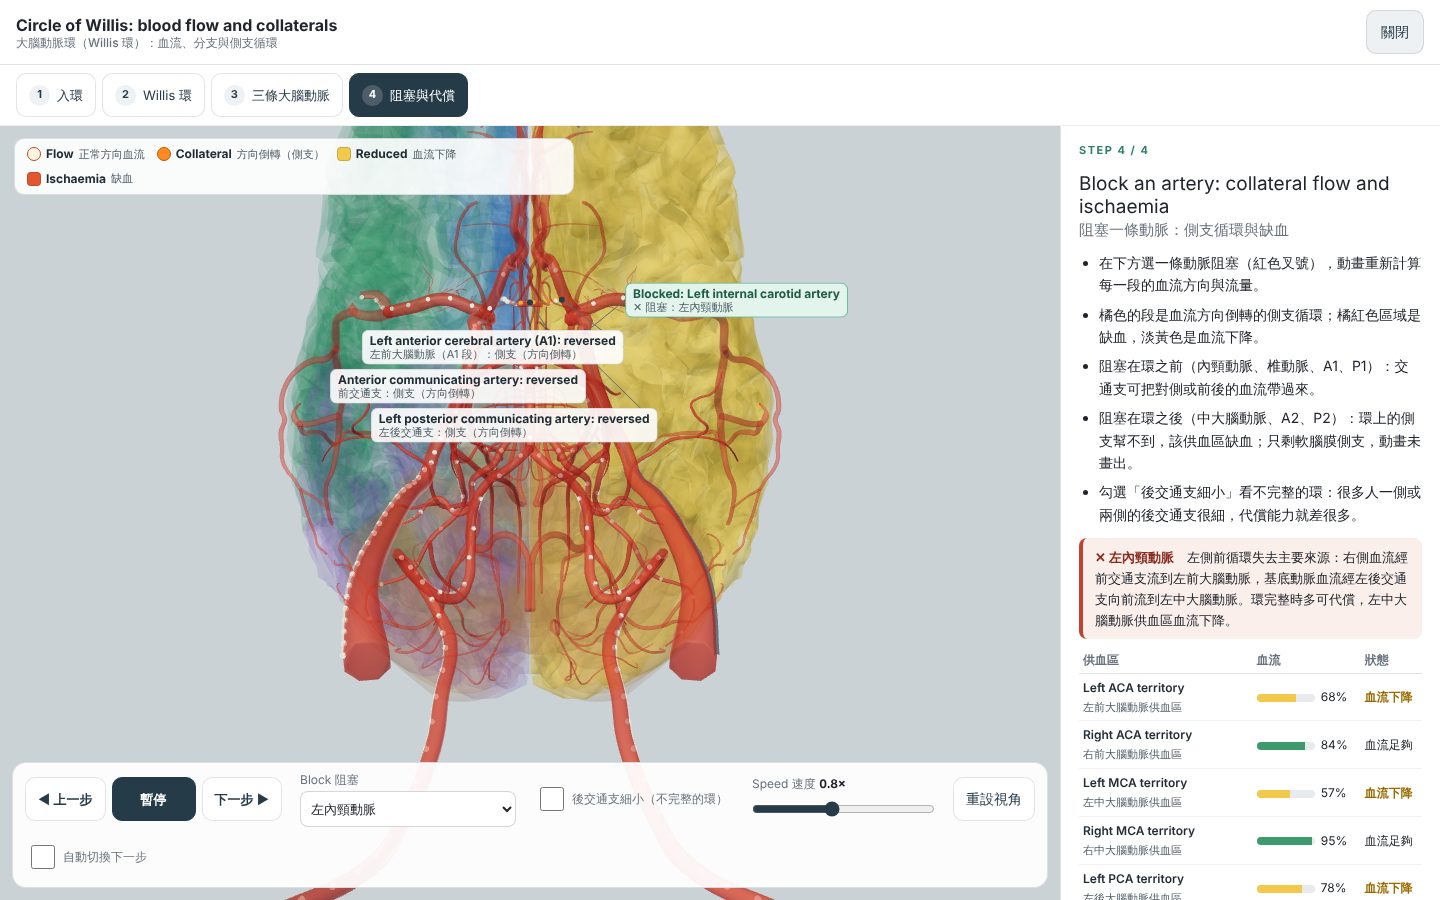 Circle of Willis: blood flow and collaterals
大腦動脈環（Willis 環）：血流、分支與側支循環
關閉
1 入環
2 Willis 環
3 三條大腦動脈
4 阻塞與代償
Flow 正常方向血流 Collateral 方向倒轉（側支） Reduced 血流下降
Ischaemia 缺血
Blocked: Left internal carotid artery
✕ 阻塞：左內頸動脈
Left anterior cerebral artery (A1): reversed
左前大腦動脈（A1 段）：側支（方向倒轉）
Anterior communicating artery: reversed
前交通支：側支（方向倒轉）
Left posterior communicating artery: reversed
左後交通支：側支（方向倒轉）
◀ 上一步
暫停
下一步 ▶
Block 阻塞
左內頸動脈
後交通支細小（不完整的環）
Speed 速度 0.8×
重設視角
自動切換下一步
STEP 4 / 4
Block an artery: collateral flow and
ischaemia
阻塞一條動脈：側支循環與缺血
• 在下方選一條動脈阻塞（紅色叉號），動畫重新計算
每一段的血流方向與流量。
• 橘色的段是血流方向倒轉的側支循環；橘紅色區域是
缺血，淡黃色是血流下降。
• 阻塞在環之前（內頸動脈、椎動脈、A1、P1）：交
通支可把對側或前後的血流帶過來。
• 阻塞在環之後（中大腦動脈、A2、P2）：環上的側
支幫不到，該供血區缺血；只剩軟腦膜側支，動畫未
畫出。
• 勾選「後交通支細小」看不完整的環：很多人一側或
兩側的後交通支很細，代償能力就差很多。
✕ 左內頸動脈 左側前循環失去主要來源：右側血流經
前交通支流到左前大腦動脈，基底動脈血流經左後交通
支向前流到左中大腦動脈。環完整時多可代償，左中大
腦動脈供血區血流下降。
供血區 血流 狀態
Left ACA territory
左前大腦動脈供血區
68% 血流下降
Right ACA territory
右前大腦動脈供血區
84% 血流足夠
Left MCA territory
左中大腦動脈供血區
57% 血流下降
Right MCA territory
右中大腦動脈供血區
95% 血流足夠
Left PCA territory
左後大腦動脈供血區
78% 血流下降